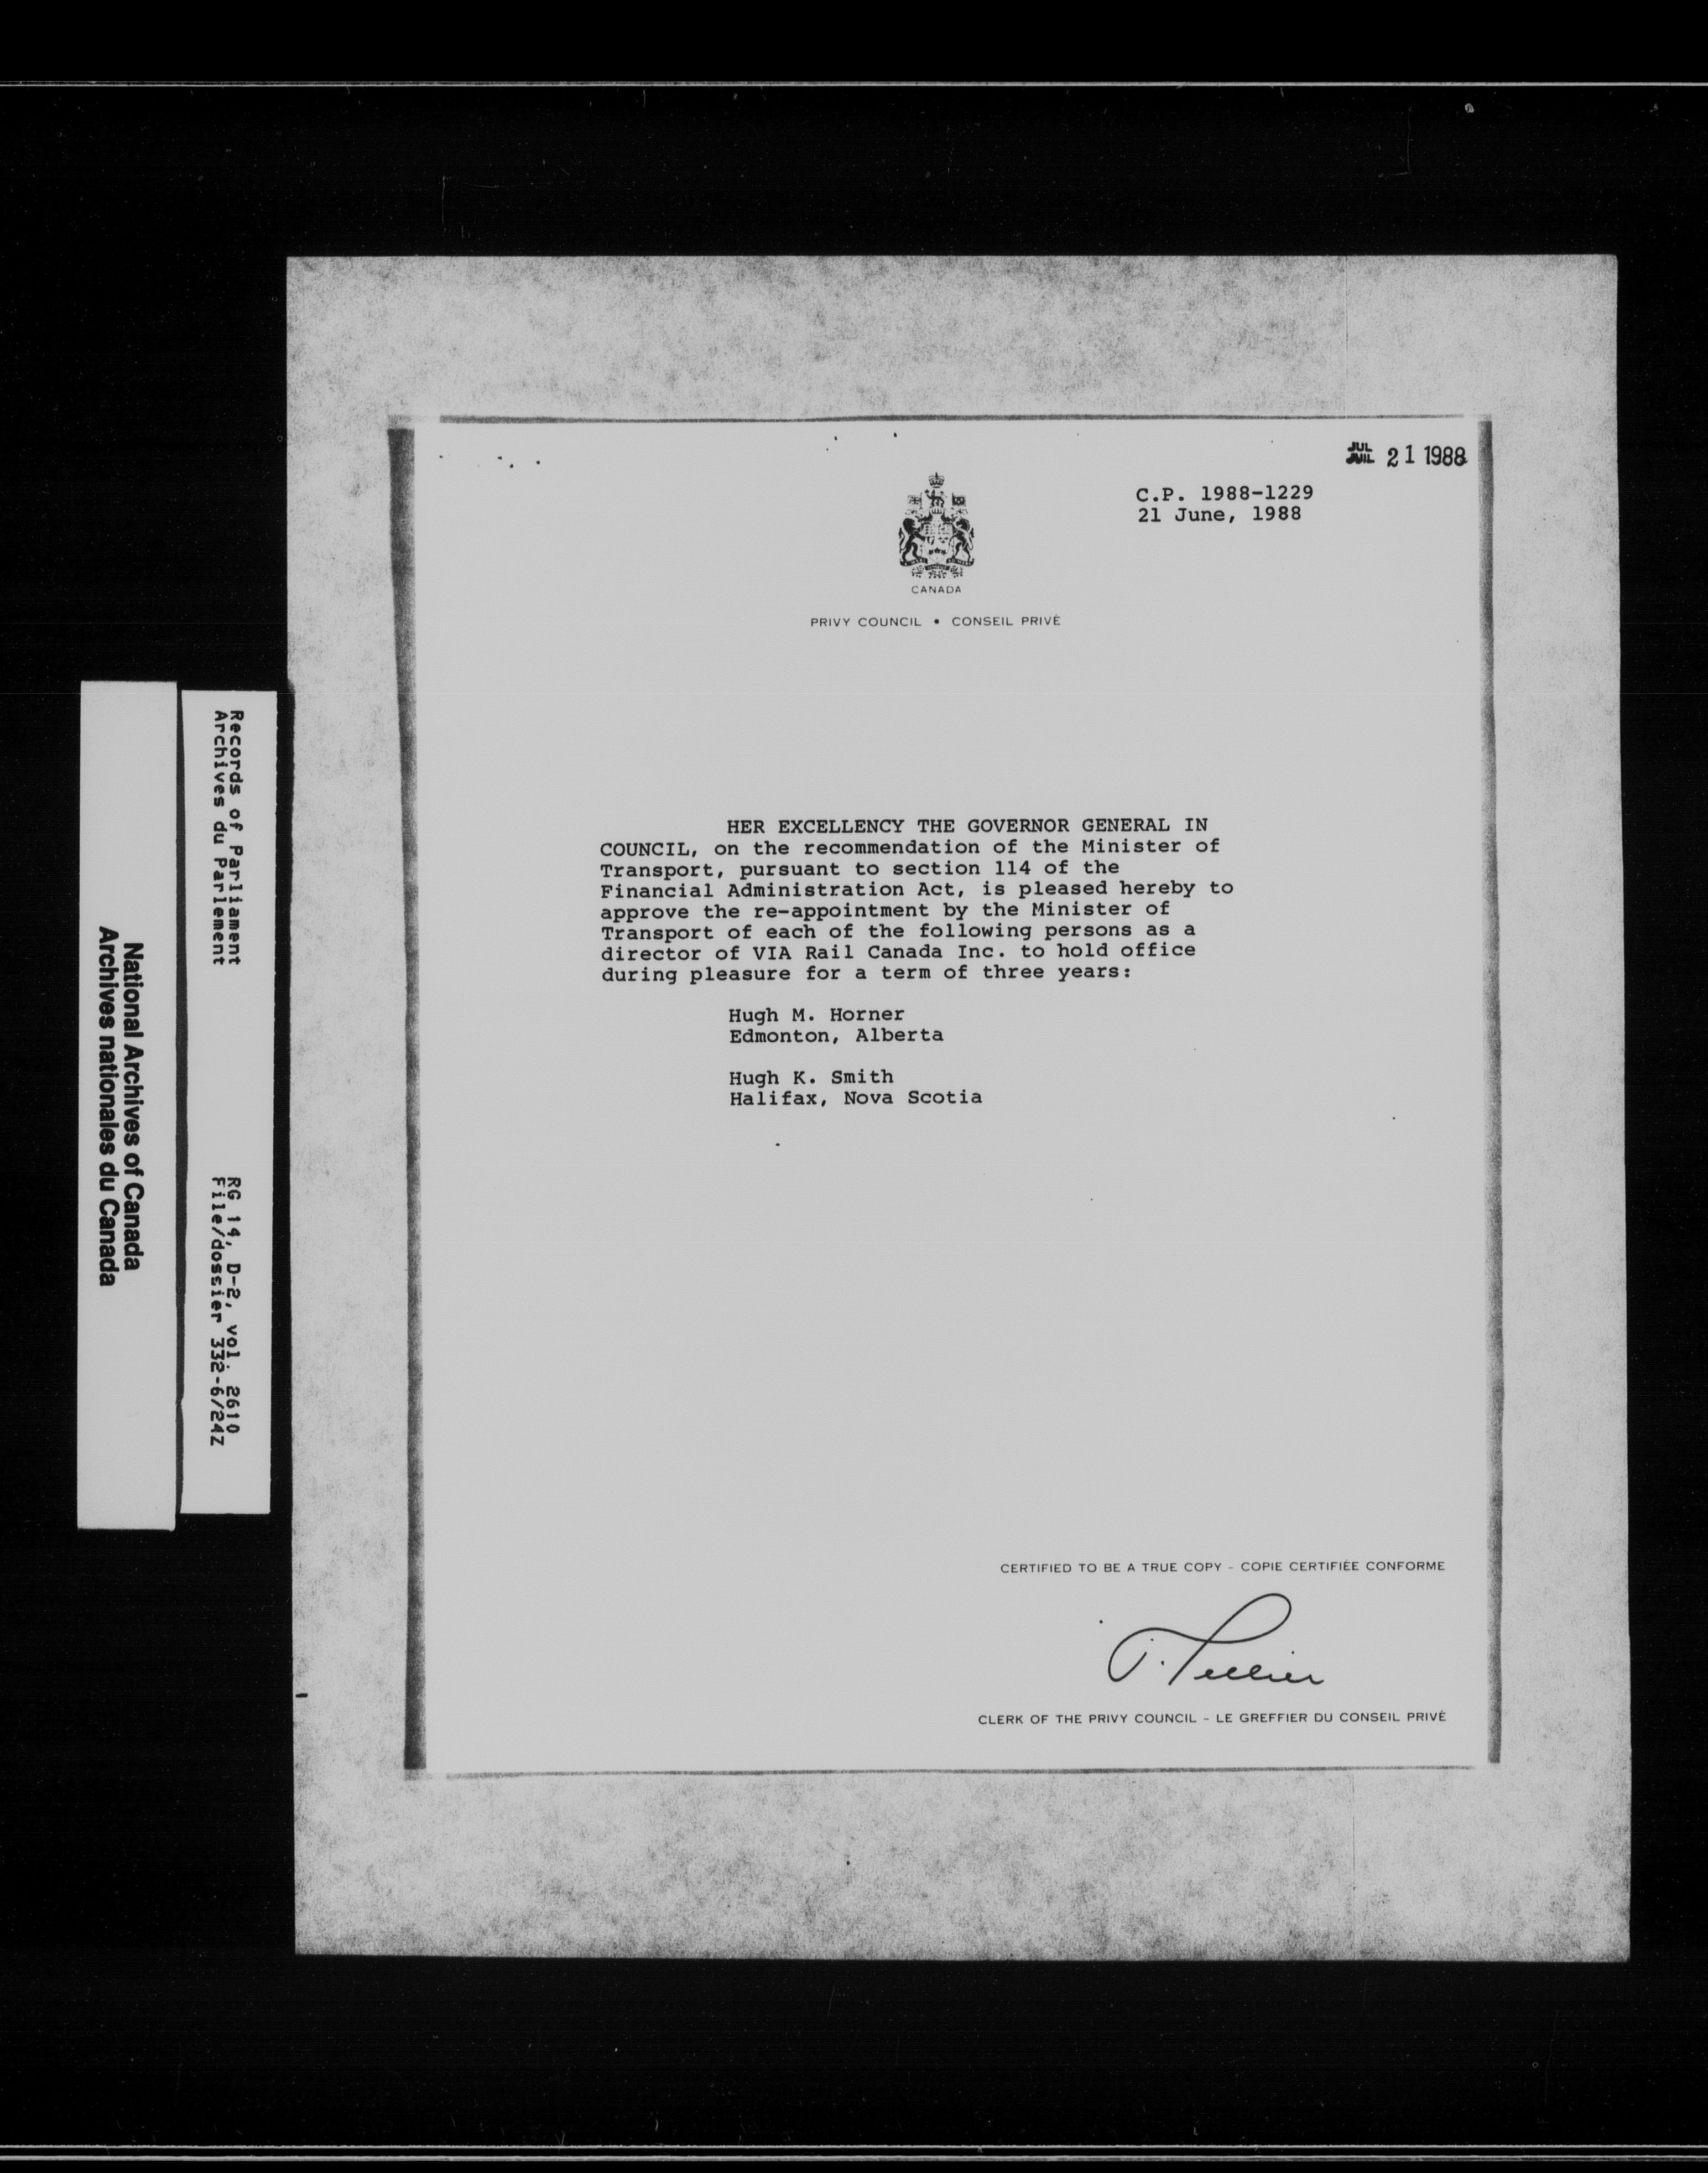 JUL
JUIL 21 1988
C.P. 1988-1229
21 June, 1988
CANADA
PRIVY COUNCIL • CONSEIL PRIVÉ
HER EXCELLENCY THE GOVERNOR GENERAL IN
COUNCIL, on the recommendation of the Minister of
Transport, pursuant to section 114 of the
Financial Administration Act, is pleased hereby to
approve the re-appointment by the Minister of
Transport of each of the following persons as a
director of VIA Rail Canada Inc. to hold office
during pleasure for a term of three years:
Hugh M. Horner
Edmonton, Alberta
Hugh K. Smith
Halifax, Nova Scotia
CERTIFIED TO BE A TRUE COPY - COPIE CERTIFIÉE CONFORME
CLERK OF THE PRIVY COUNCIL - LE GREFFIER DU CONSEIL PRIVÉ
Records of Parliament
Archives du Parlement
RG 14, D-2, vol. 2610
File/dossier 332-6/24Z
National Archives of Canada
Archives nationales du Canada